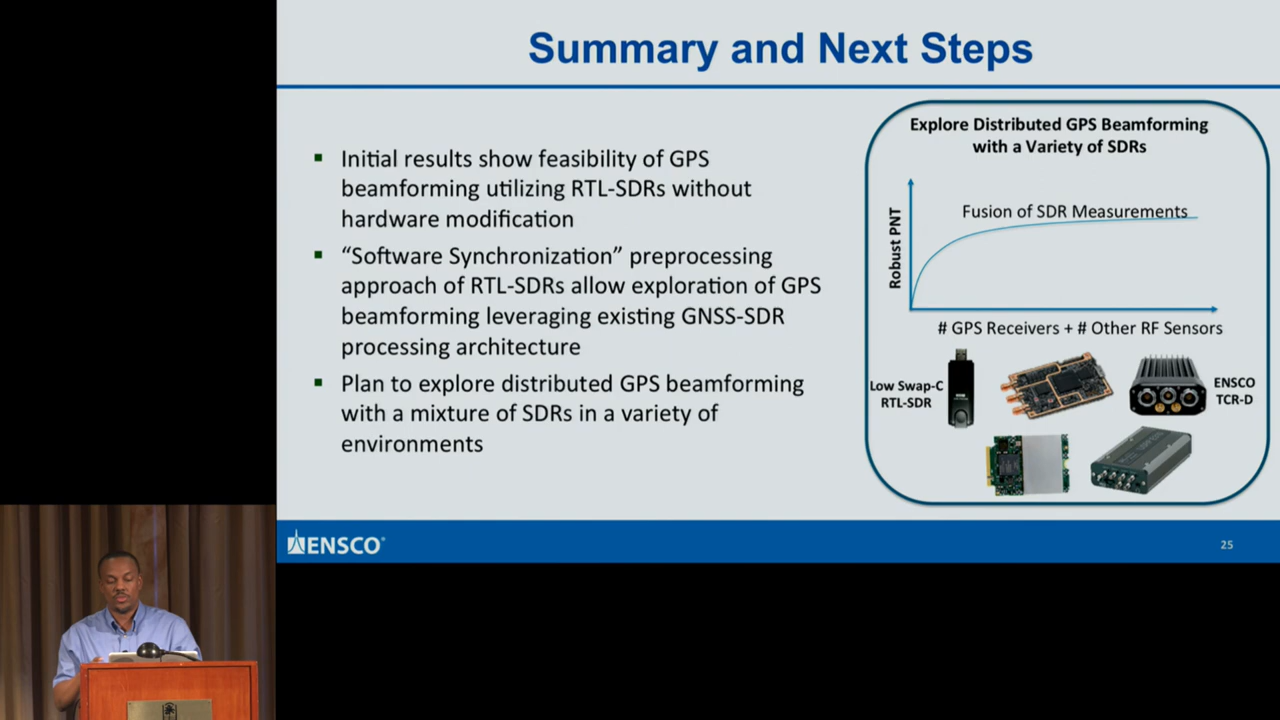 Summary and Next Steps
Initial results show feasibility of GPS
beamforming utilizing RTL-SDRs without
hardware modification
“Software Synchronization” preprocessing
approach of RTL-SDRs allow exploration of GPS
beamforming leveraging existing GNSS-SDR
processing architecture
Plan to explore distributed GPS beamforming
with a mixture of SDRs in a variety of
environments
Explore Distributed GPS Beamforming
with a Variety of SDRs
Robust PNT
Fusion of SDR Measurements
# GPS Receivers + # Other RF Sensors
Low Swap-C
RTL-SDR
ENSCO
TCR-D
ENSCO
25